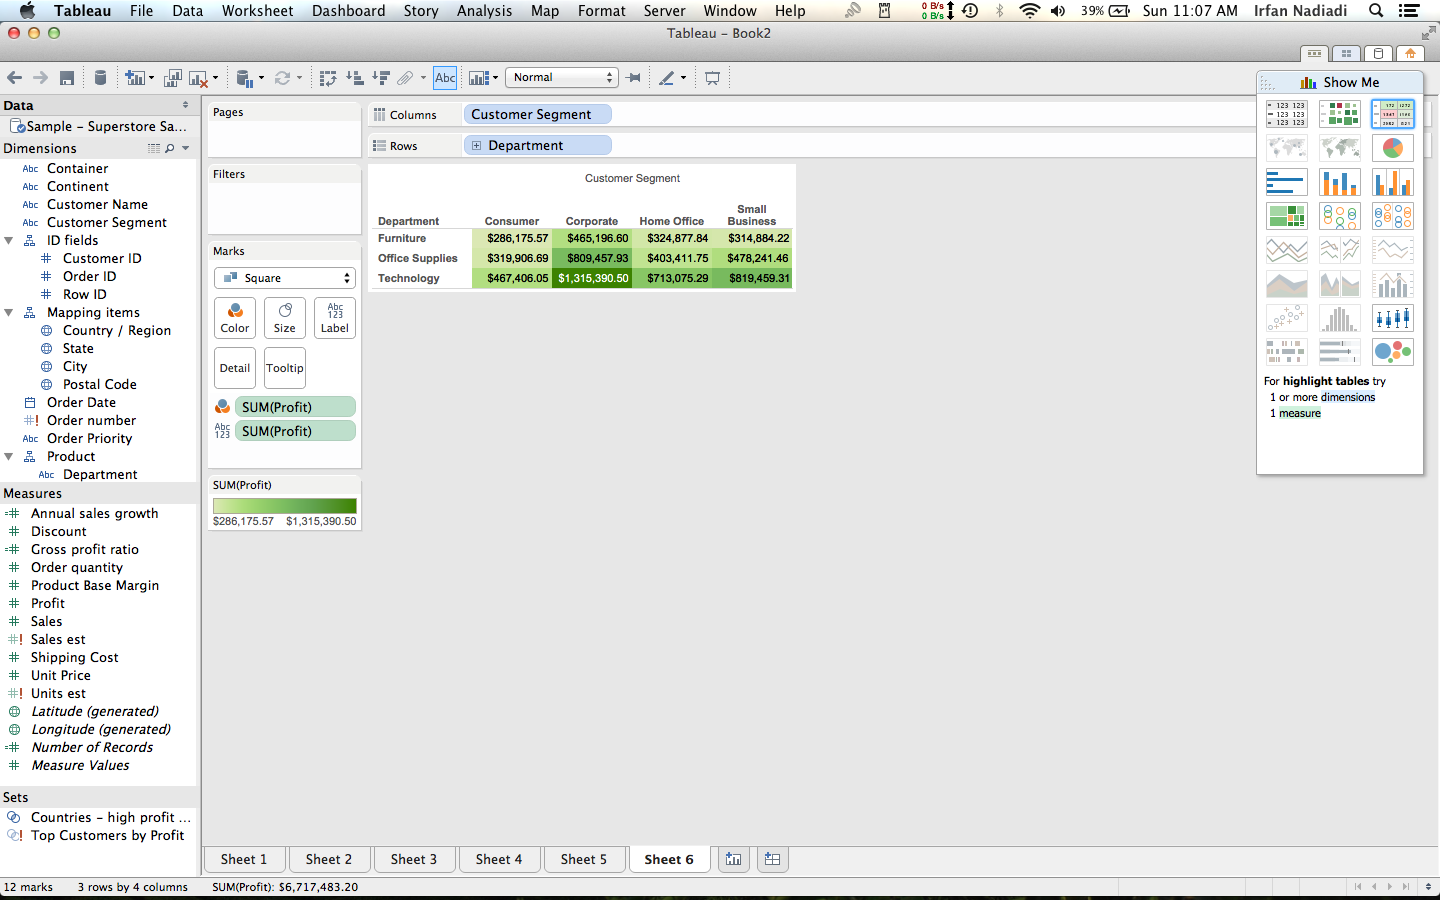 Tableau File Data Worksheet Dashboard Story Analysis Map Format Server Window Help 0 B/s 0 B/s 39% Sun 11:07 AM Irfan Nadiadi
Tableau - Book2
Abc Normal
Show Me
Data
Sample - Superstore Sa...
Dimensions
Abc Container
Abc Continent
Abc Customer Name
Abc Customer Segment
ID fields
# Customer ID
# Order ID
# Row ID
Mapping items
Country / Region
State
City
Postal Code
Order Date
#! Order number
Abc Order Priority
Product
Abc Department
Measures
=# Annual sales growth
# Discount
=# Gross profit ratio
# Order quantity
# Product Base Margin
# Profit
# Sales
#! Sales est
# Shipping Cost
# Unit Price
#! Units est
Latitude (generated)
Longitude (generated)
=# Number of Records
# Measure Values
Sets
Countries - high profit ...
! Top Customers by Profit
Pages
Filters
Marks
Square
Color Size Abc 123 Label
Detail Tooltip
SUM(Profit)
Abc 123 SUM(Profit)
SUM(Profit)
$286,175.57 $1,315,390.50
Columns Customer Segment
Rows Department
Customer Segment
Department Consumer Corporate Home Office Small Business
Furniture $286,175.57 $465,196.60 $324,877.84 $314,884.22
Office Supplies $319,906.69 $809,457.93 $403,411.75 $478,241.46
Technology $467,406.05 $1,315,390.50 $713,075.29 $819,459.31
123 123
123 123
123 123
For highlight tables try
1 or more dimensions
1 measure
Sheet 1 Sheet 2 Sheet 3 Sheet 4 Sheet 5 Sheet 6
12 marks 3 rows by 4 columns SUM(Profit): $6,717,483.20